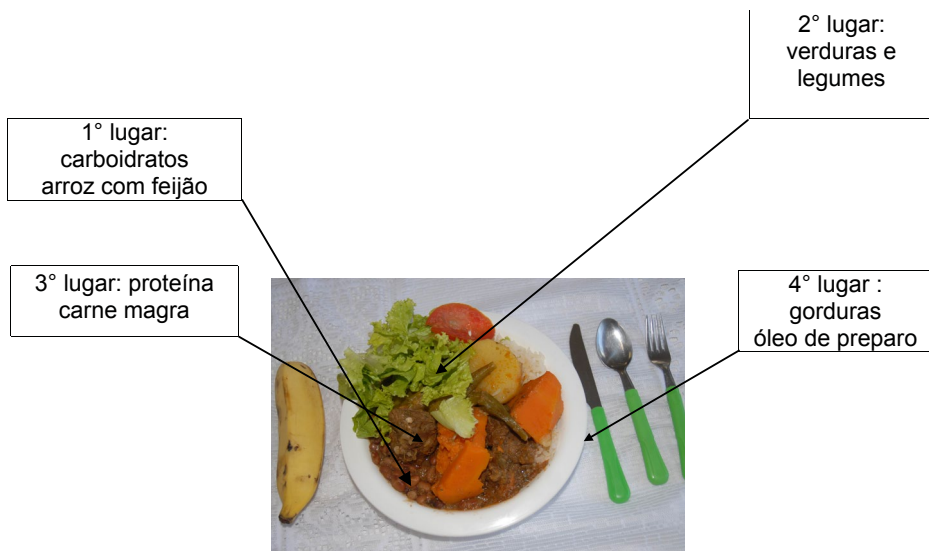 2° lugar:
verduras e
legumes
1° lugar:
carboidratos
arroz com feijão
3° lugar: proteína
carne magra
4° lugar :
gorduras
óleo de preparo